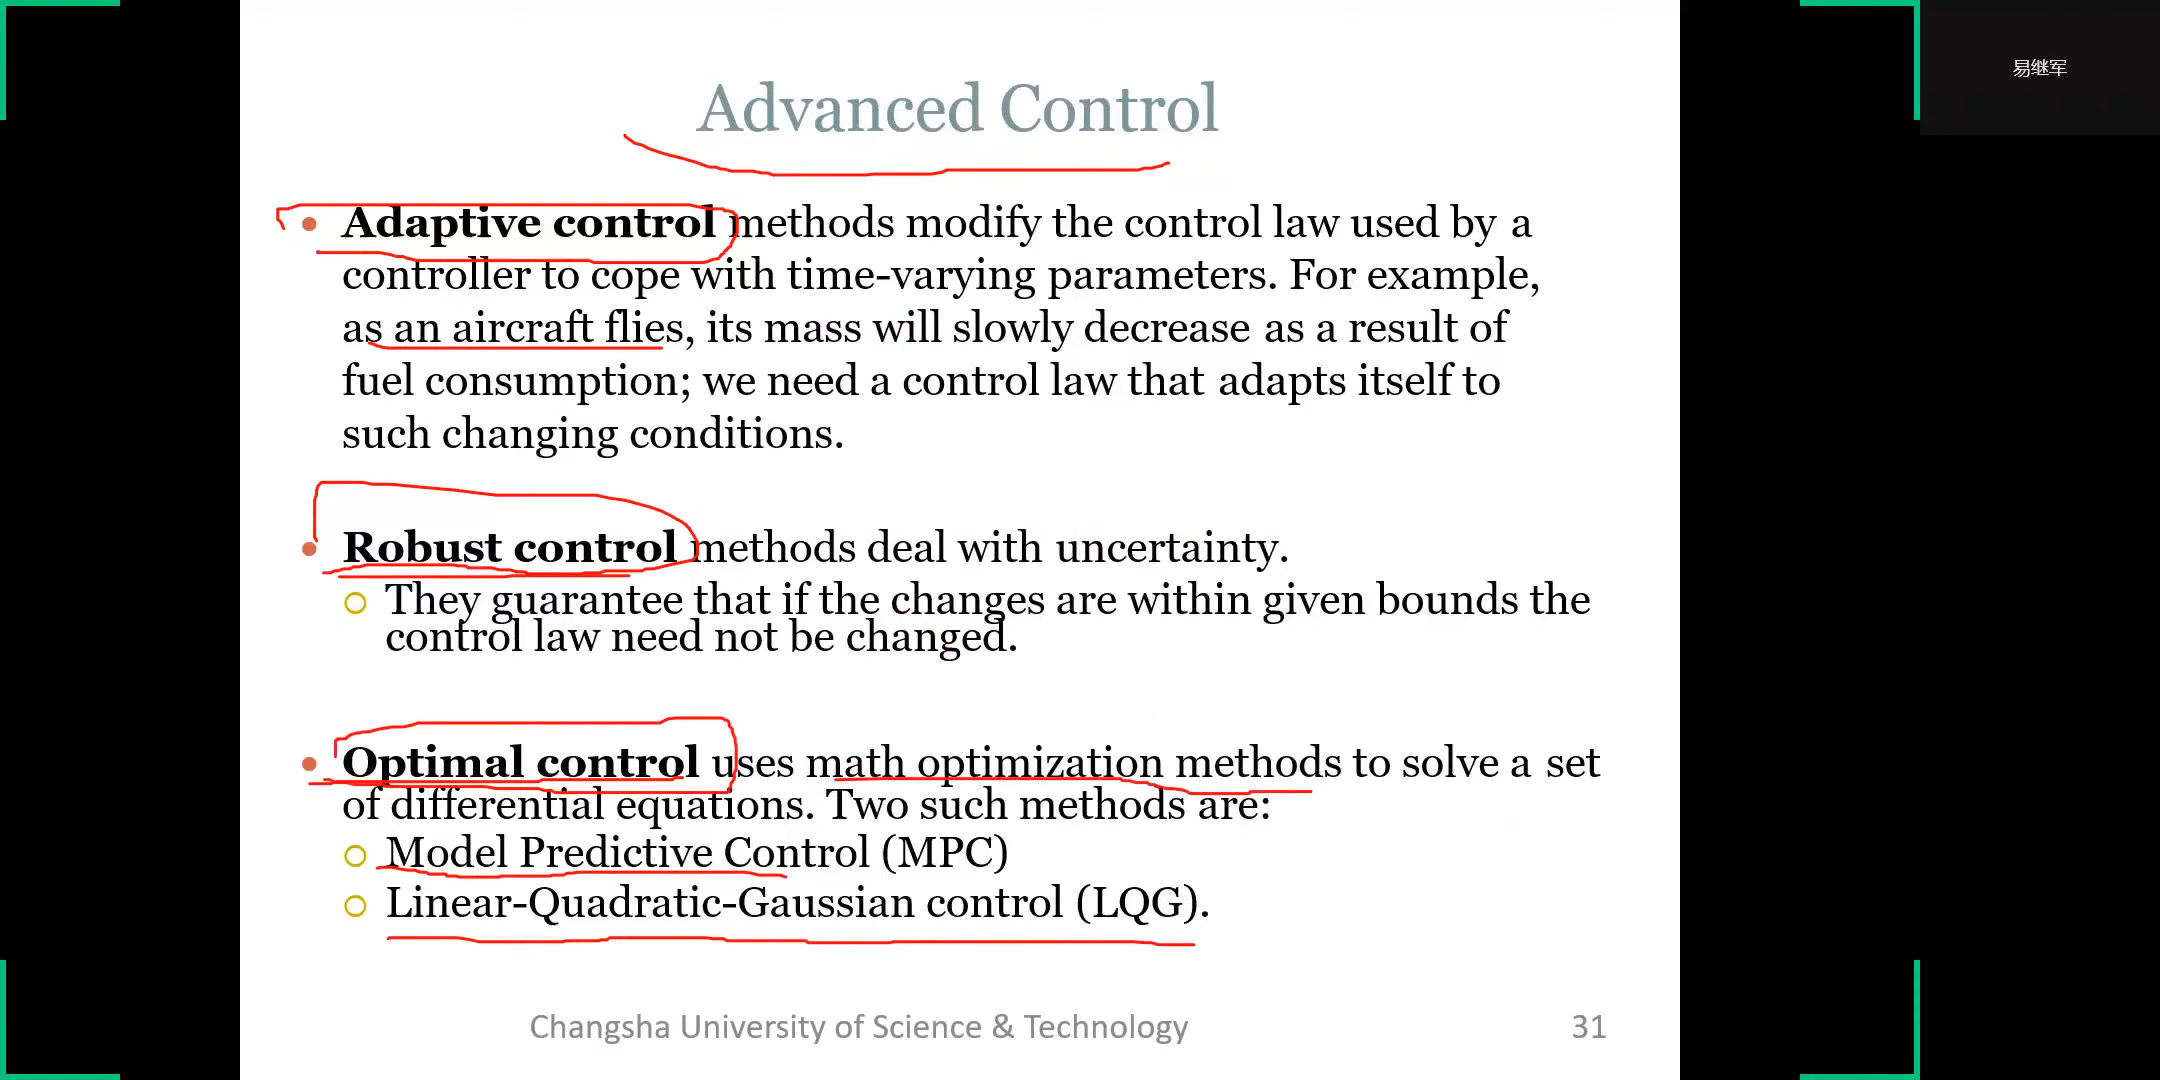 易继军
Advanced Control
• Adaptive control methods modify the control law used by a
controller to cope with time-varying parameters. For example,
as an aircraft flies, its mass will slowly decrease as a result of
fuel consumption; we need a control law that adapts itself to
such changing conditions.
• Robust control methods deal with uncertainty.
○ They guarantee that if the changes are within given bounds the
control law need not be changed.
• Optimal control uses math optimization methods to solve a set
of differential equations. Two such methods are:
○ Model Predictive Control (MPC)
○ Linear-Quadratic-Gaussian control (LQG).
Changsha University of Science & Technology
31